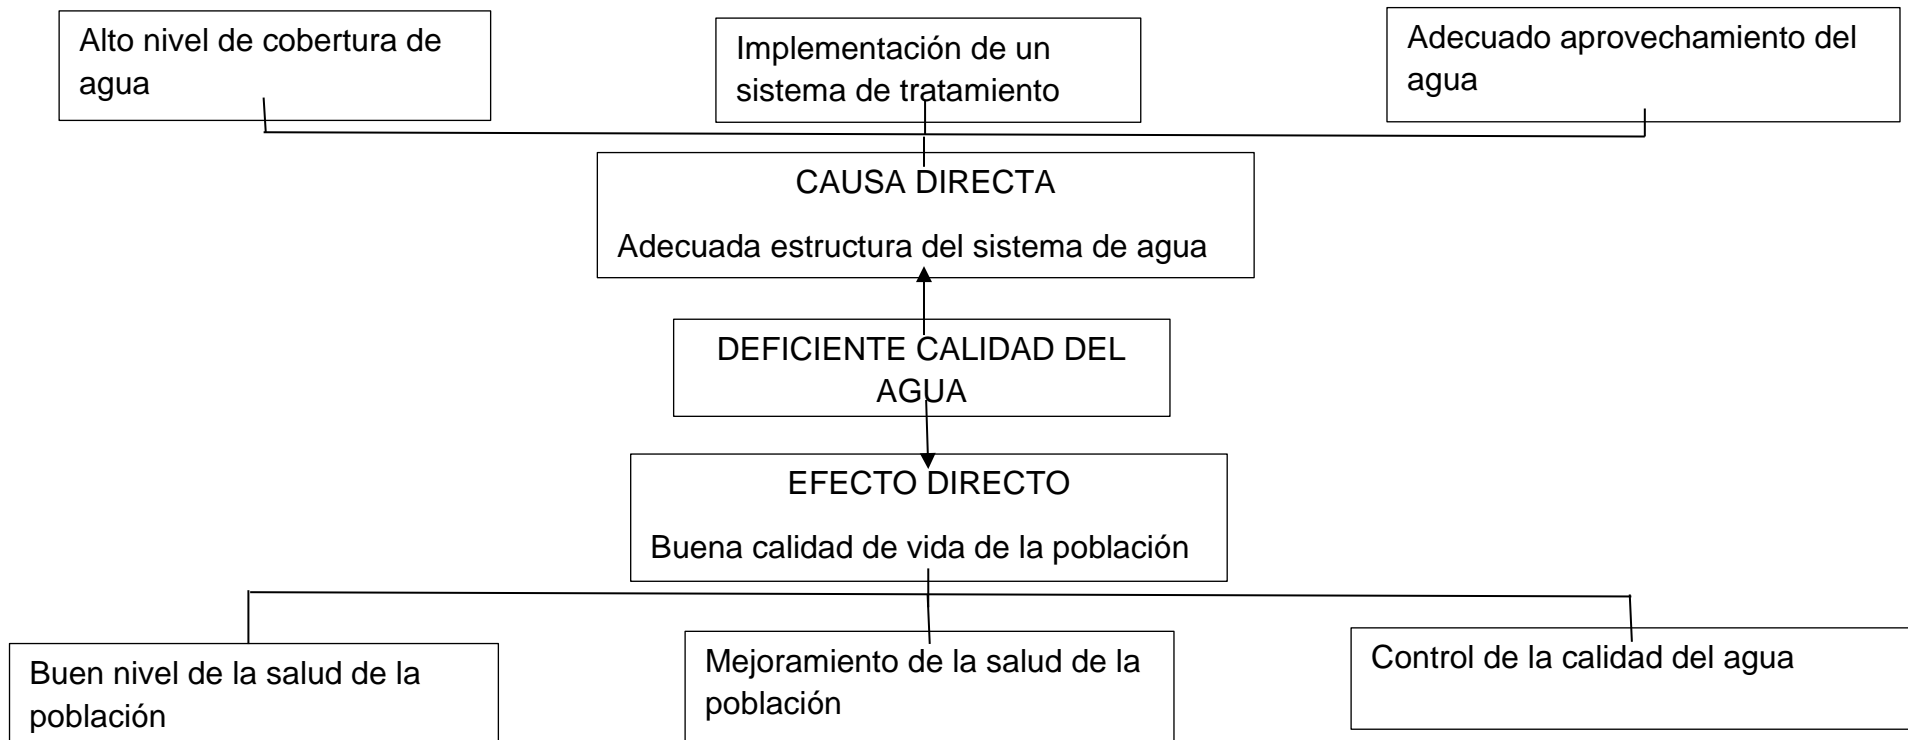 Alto nivel de cobertura de
agua
Implementación de un
sistema de tratamiento
Adecuado aprovechamiento del
agua
CAUSA DIRECTA
Adecuada estructura del sistema de agua
DEFICIENTE CALIDAD DEL
AGUA
EFECTO DIRECTO
Buena calidad de vida de la población
Buen nivel de la salud de la
población
Mejoramiento de la salud de la
población
Control de la calidad del agua